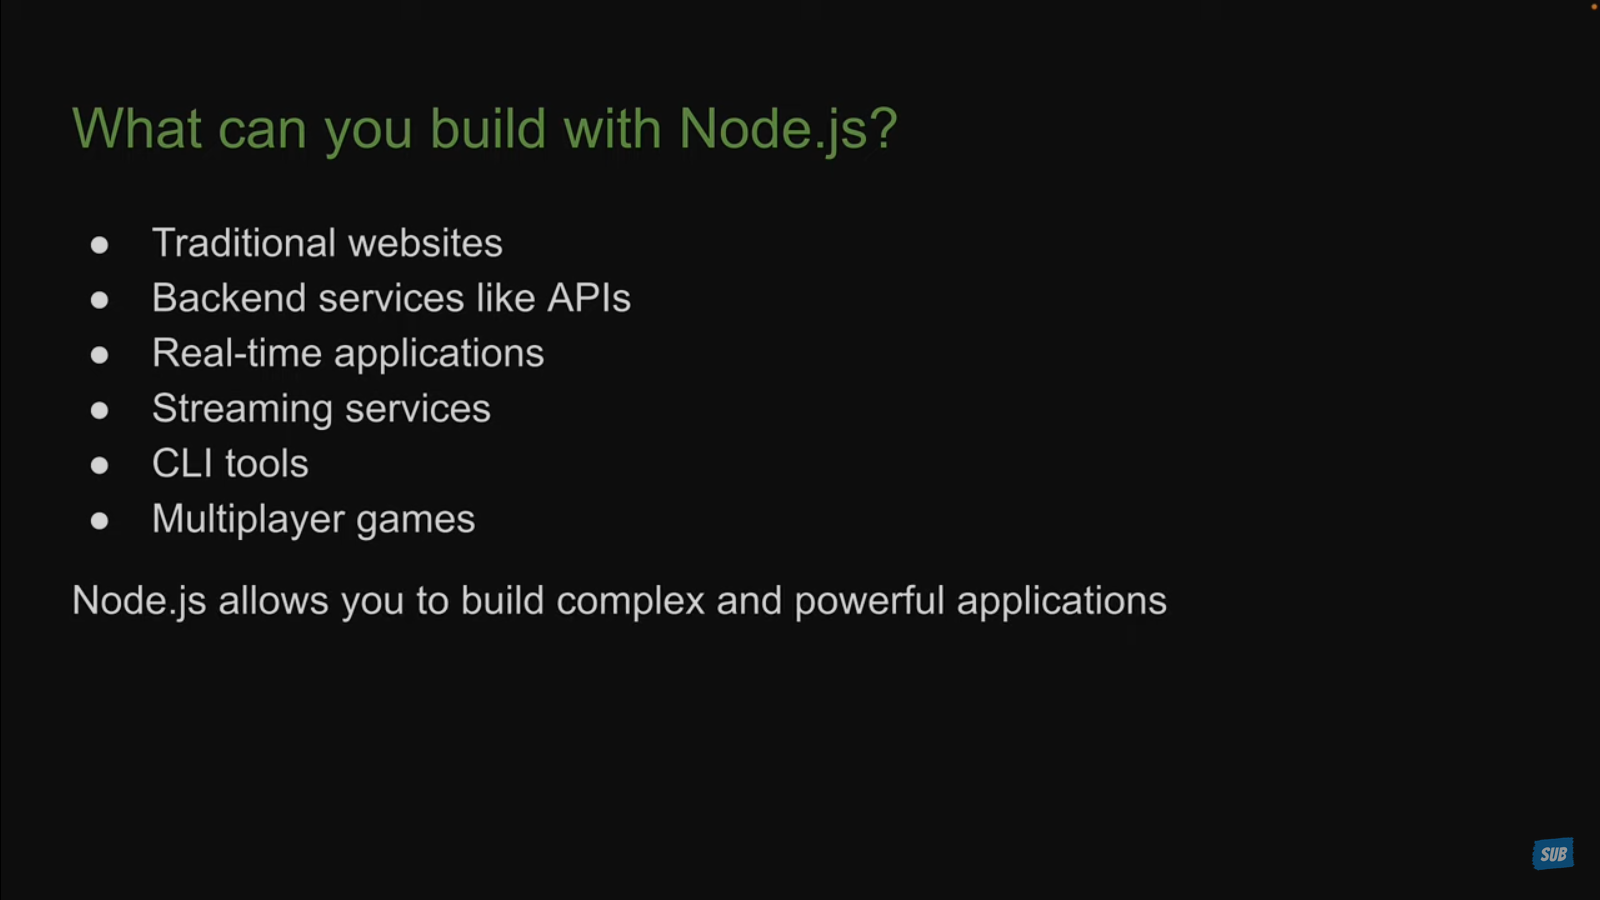 What can you build with Node.js?
● Traditional websites
● Backend services like APIs
● Real-time applications
● Streaming services
● CLI tools
● Multiplayer games
Node.js allows you to build complex and powerful applications
SUB